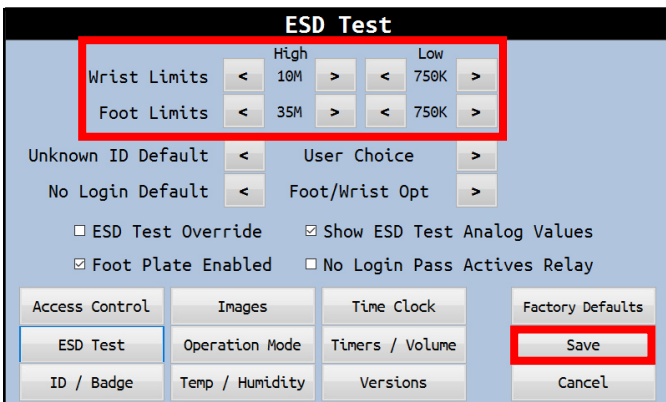 ESD Test
High Low
Wrist Limits < 10M > < 750K >
Foot Limits < 35M > < 750K >
Unknown ID Default < User Choice >
No Login Default < Foot/Wrist Opt >
ESD Test Override Show ESD Test Analog Values
Foot Plate Enabled No Login Pass Actives Relay
Access Control Images Time Clock Factory Defaults
ESD Test Operation Mode Timers / Volume Save
ID / Badge Temp / Humidity Versions Cancel